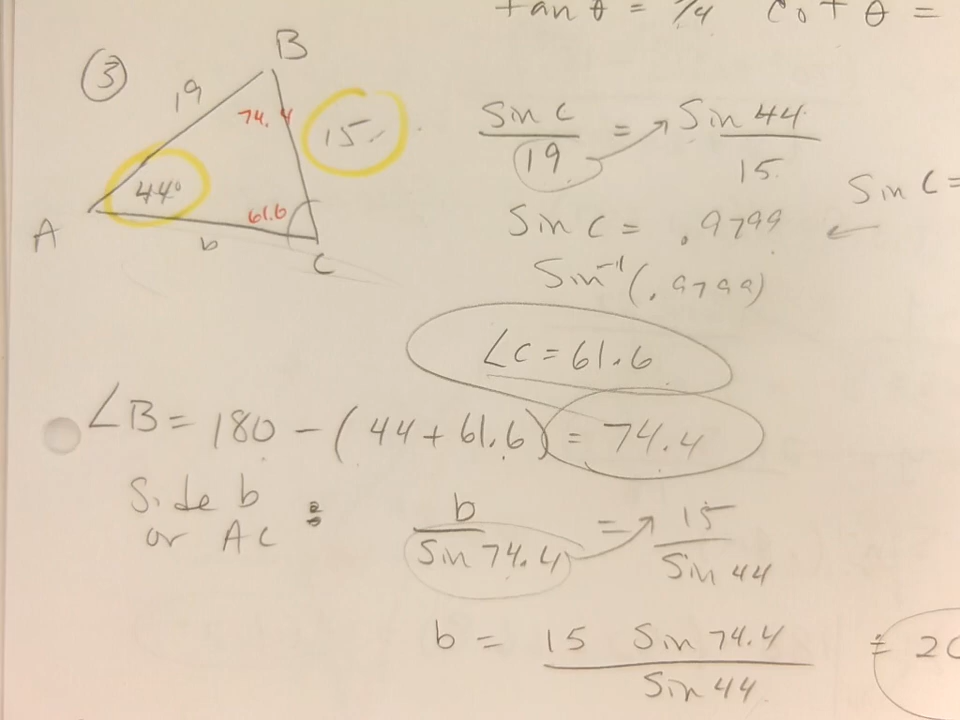 tan θ = 7/4 Cot θ =
③
B
19
74.4
15
44°
61.6
A
b
C
Sin C / 19 = Sin 44 / 15
Sin C =
Sin C = .9799
Sin⁻¹(.9799)
∠C = 61.6
∠B = 180 - (44 + 61.6) = 74.4
Side b
or AC :
b / Sin 74.4 = 15 / Sin 44
b = 15 Sin 74.4 / Sin 44 = 20